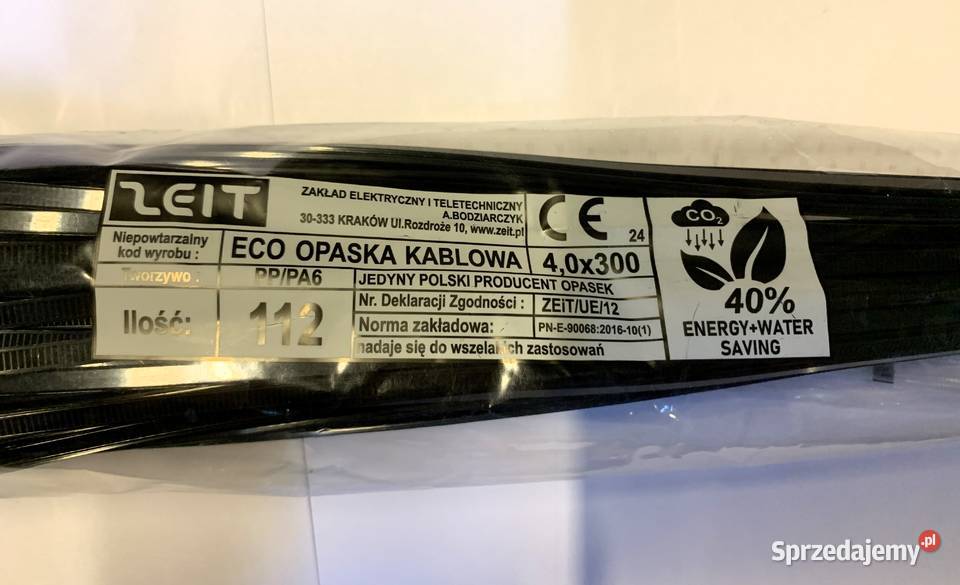 ZEIT
ZAKŁAD ELEKTRYCZNY I TELETECHNICZNY
A.BODZIARCZYK
30-333 KRAKÓW Ul.Rozdroże 10, www.zeit.pl
CE 24
Niepowtarzalny
kod wyrobu :
ECO OPASKA KABLOWA
4,0x300
Tworzywo :
PP/PA6
JEDYNY POLSKI PRODUCENT OPASEK
Ilość:
112
Nr. Deklaracji Zgodności :
ZEiT/UE/12
Norma zakładowa:
PN-E-90068:2016-10(1)
nadaje się do wszelakich zastosowań
CO2
40%
ENERGY+WATER
SAVING
Sprzedajemy.pl